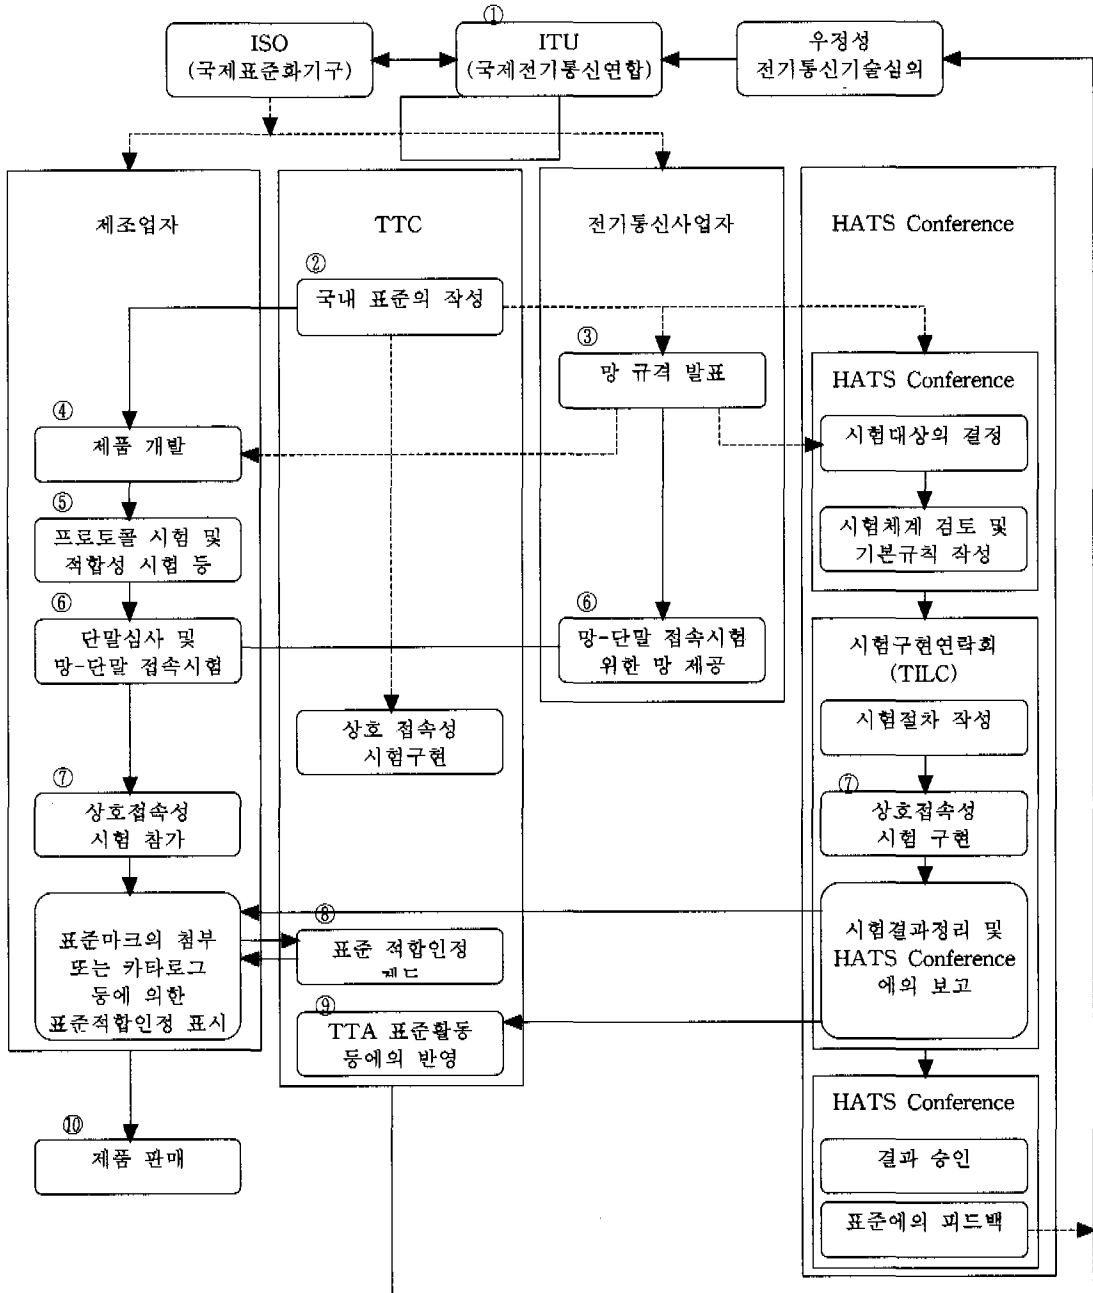 ①
ISO
(국제표준화기구)
ITU
(국제전기통신연합)
우정성
전기통신기술심의
제조업자
TTC
전기통신사업자
HATS Conference
②
국내 표준의 작성
③
망 규격 발표
HATS Conference
④
제품 개발
시험대상의 결정
⑤
프로토콜 시험 및
적합성 시험 등
시험체계 검토 및
기본규칙 작성
⑥
단말심사 및
망-단말 접속시험
⑥
망-단말 접속시험
위한 망 제공
시험구현연락회
(TILC)
시험절차 작성
상호 접속성
시험구현
⑦
상호접속성
시험 참가
⑦
상호접속성
시험 구현
표준마크의 첨부
또는 카타로그
등에 의한
표준적합인정 표시
⑧
표준 적합인정
시험결과정리 및
HATS Conference
에의 보고
⑨
TTA 표준활동
등에의 반영
HATS Conference
⑩
제품 판매
결과 승인
표준에의 피드백